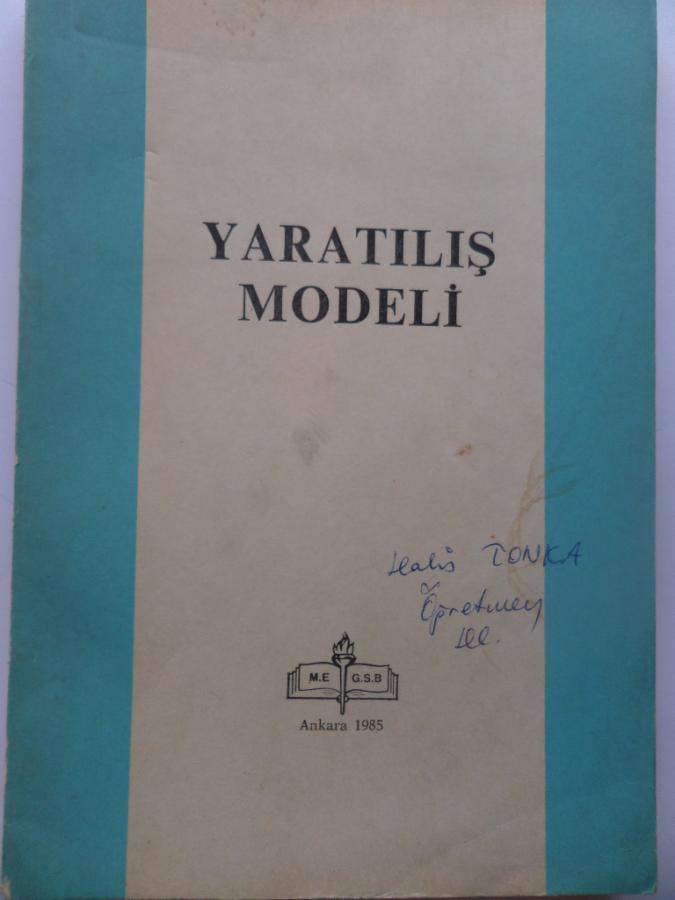 YARATILIŞ
MODELİ
Halis TONKA
Öğretmen
M.E G.S.B
Ankara 1985